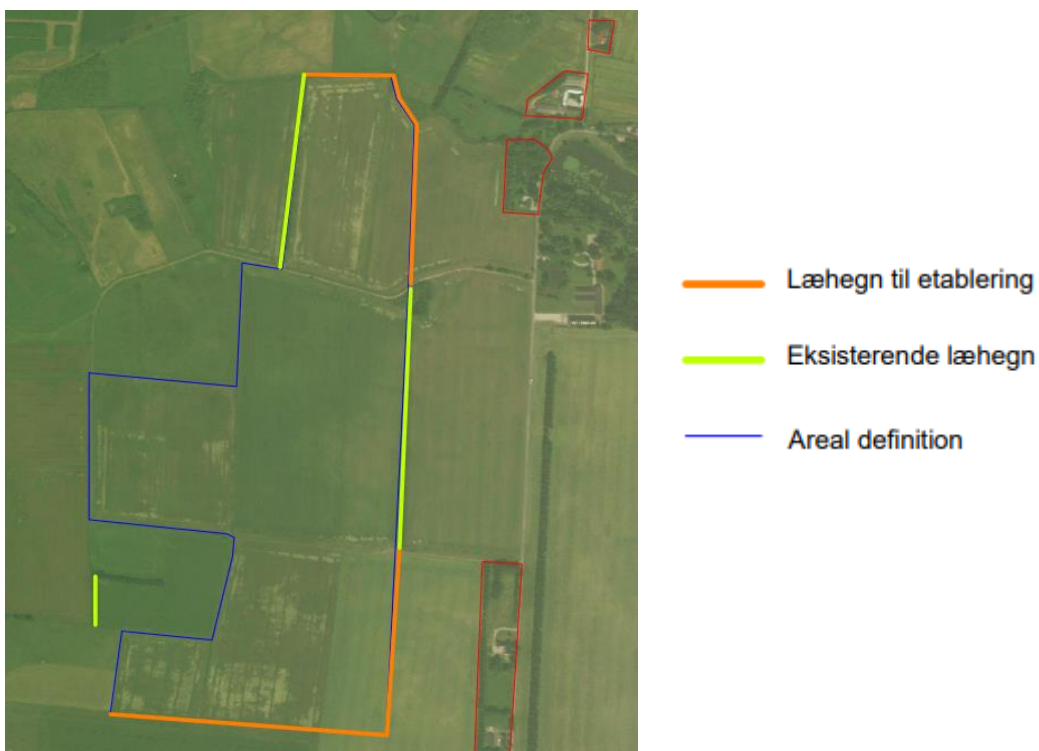 Læhegn til etablering
Eksisterende læhegn
Areal definition